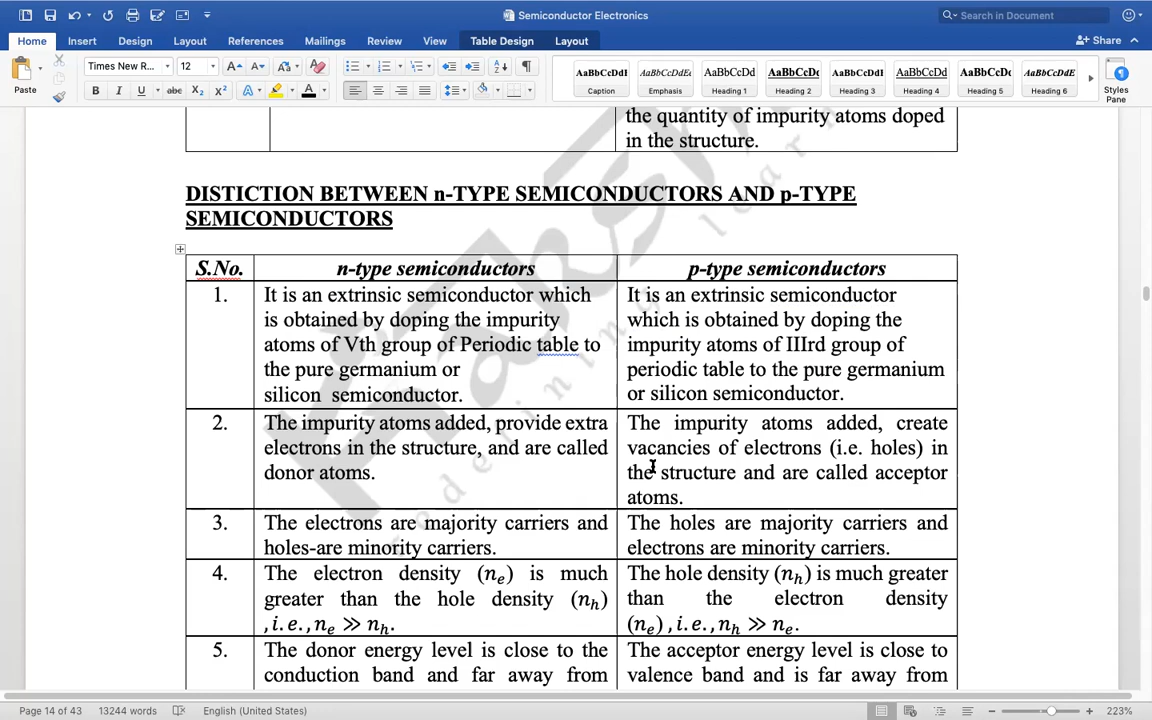 Semiconductor Electronics
Search in Document
Home Insert Design Layout References Mailings Review View Table Design Layout
Share
Paste
Times New R... 12
AaBbCcDdI AaBbCcDdEe AaBbCcDd AaBbCcDc AaBbCcDdI AaBbCcDd AaBbCcDc AaBbCcDdE
Caption Emphasis Heading 1 Heading 2 Heading 3 Heading 4 Heading 5 Heading 6
Styles
Pane
the quantity of impurity atoms doped
in the structure.
DISTICTION BETWEEN n-TYPE SEMICONDUCTORS AND p-TYPE
SEMICONDUCTORS
S.No. n-type semiconductors p-type semiconductors
1.
It is an extrinsic semiconductor which
is obtained by doping the impurity
atoms of Vth group of Periodic table to
the pure germanium or
silicon semiconductor.
It is an extrinsic semiconductor
which is obtained by doping the
impurity atoms of IIIrd group of
periodic table to the pure germanium
or silicon semiconductor.
2.
The impurity atoms added, provide extra
electrons in the structure, and are called
donor atoms.
The impurity atoms added, create
vacancies of electrons (i.e. holes) in
the structure and are called acceptor
atoms.
3.
The electrons are majority carriers and
holes-are minority carriers.
The holes are majority carriers and
electrons are minority carriers.
4.
The electron density (nₑ) is much
greater than the hole density (nₕ)
,i.e.,nₑ ≫ nₕ.
The hole density (nₕ) is much greater
than the electron density
(nₑ),i.e.,nₕ ≫ nₑ.
5.
The donor energy level is close to the
conduction band and far away from
The acceptor energy level is close to
valence band and is far away from
Page 14 of 43 13244 words English (United States) 223%